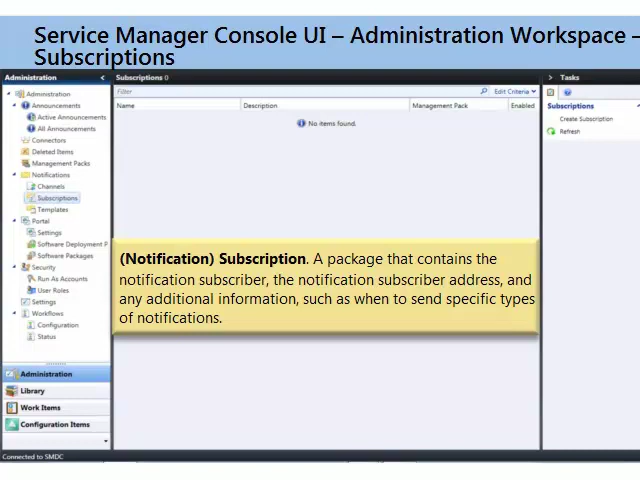 Service Manager Console UI – Administration Workspace –
Subscriptions
Administration
Subscriptions 0
Tasks
Filter
Edit Criteria
Name
Description
Management Pack
Enabled
No items found.
Administration
Announcements
Active Announcements
All Announcements
Connectors
Deleted Items
Management Packs
Notifications
Channels
Subscriptions
Templates
Portal
Settings
Software Deployment P
Software Packages
Security
Run As Accounts
User Roles
Settings
Workflows
Configuration
Status
Subscriptions
Create Subscription
Refresh
(Notification) Subscription. A package that contains the
notification subscriber, the notification subscriber address, and
any additional information, such as when to send specific types
of notifications.
Administration
Library
Work Items
Configuration Items
Connected to SMDC